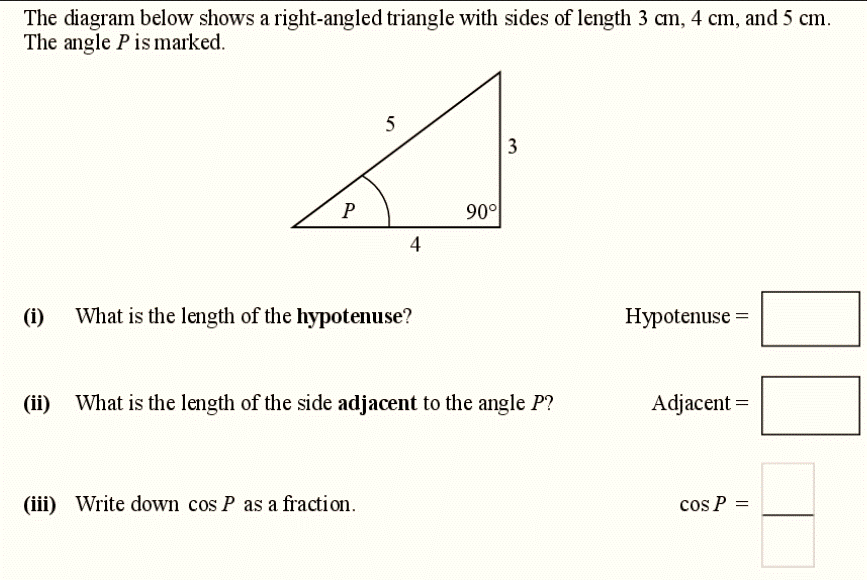 The diagram below shows a right-angled triangle with sides of length 3 cm, 4 cm, and 5 cm.
The angle P is marked.
5
3
P
90°
4
(i) What is the length of the hypotenuse? Hypotenuse =
(ii) What is the length of the side adjacent to the angle P? Adjacent =
(iii) Write down cos P as a fraction. cos P =